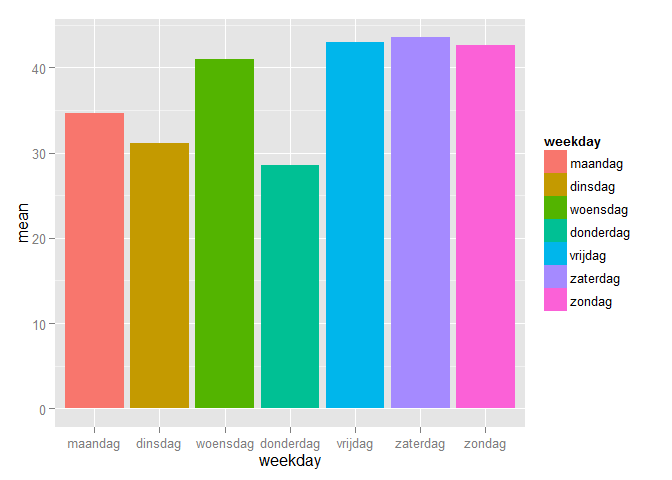 mean
40
30
20
10
0
maandag dinsdag woensdag donderdag vrijdag zaterdag zondag
weekday
weekday
maandag
dinsdag
woensdag
donderdag
vrijdag
zaterdag
zondag